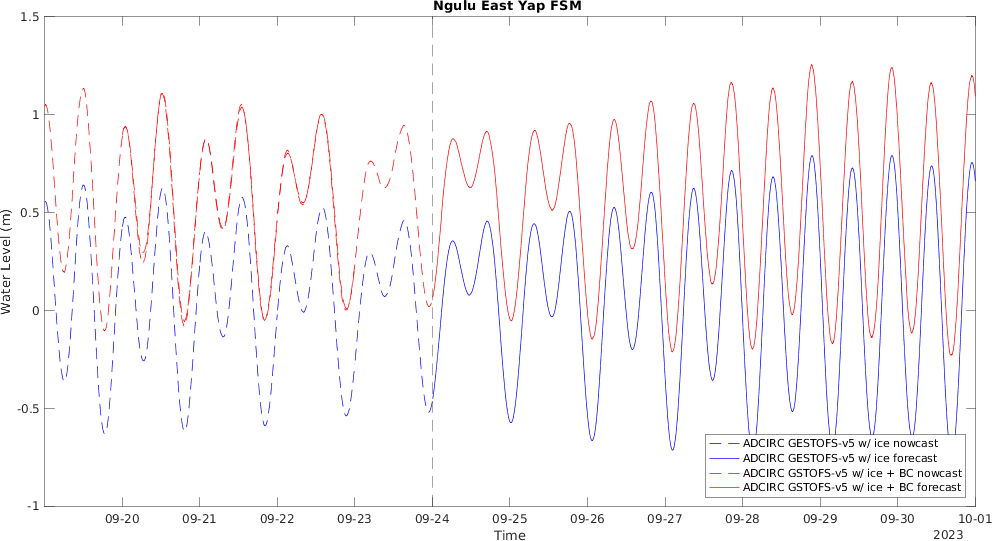 Ngulu East Yap FSM
1.5
1
0.5
0
-0.5
-1
Water Level (m)
ADCIRC GESTOFS-v5 w/ ice nowcast
ADCIRC GESTOFS-v5 w/ ice forecast
ADCIRC GSTOFS-v5 w/ ice + BC nowcast
ADCIRC GSTOFS-v5 w/ ice + BC forecast
09-20 09-21 09-22 09-23 09-24 09-25 09-26 09-27 09-28 09-29 09-30 10-01
Time
2023